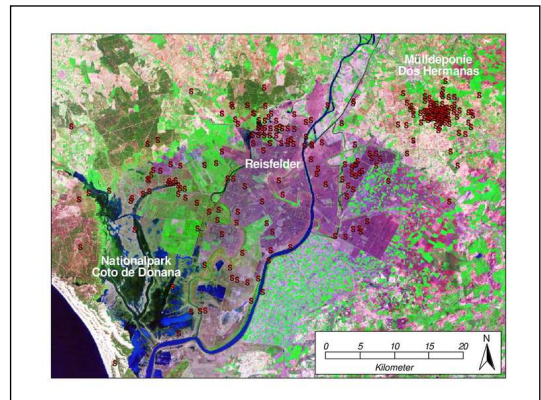 Mülldeponie
Dos Hermanas
Reisfelder
Nationalpark
Coto de Donana
N
0 5 10 15 20
Kilometer